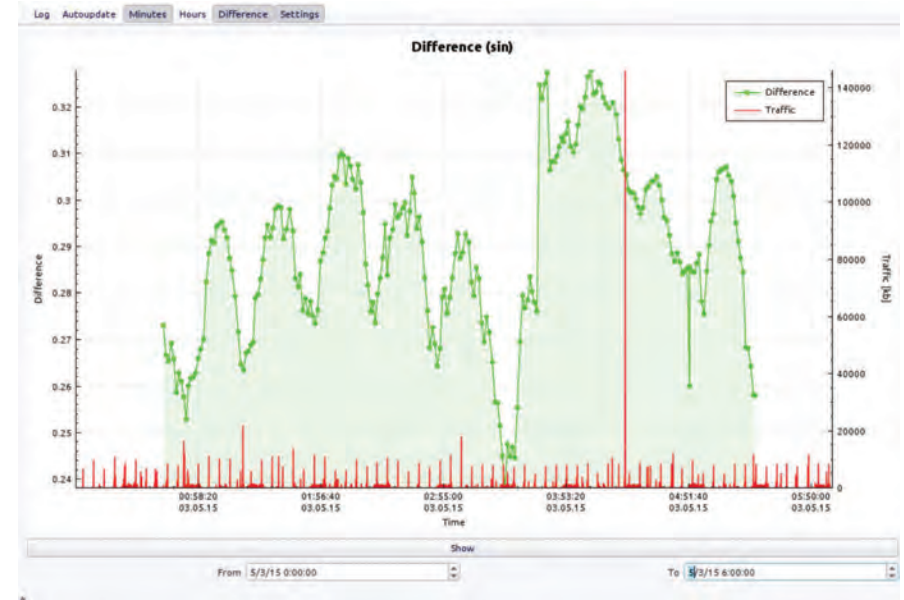 Log Autoupdate Minutes Hours Difference Settings
Difference (sin)
Difference
Traffic
0.32
0.31
0.3
0.29
0.28
0.27
0.26
0.25
0.24
Difference
140000
120000
100000
80000
60000
40000
20000
0
Traffic [kb]
00:58:20 01:56:40 02:55:00 03:53:20 04:51:40 05:50:00
03.05.15 03.05.15 03.05.15 03.05.15 03.05.15 03.05.15
Time
Show
From 5/3/15 0:00:00 To 5/3/15 6:00:00